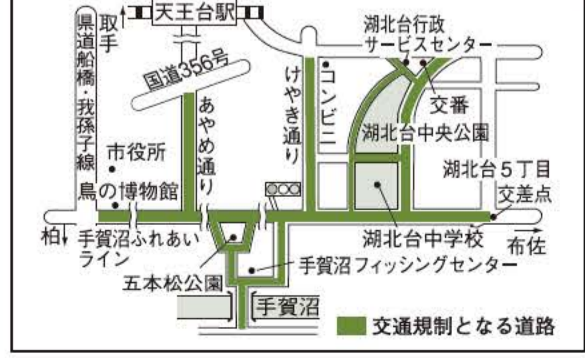 天王台駅
取手
県道船橋・我孫子線
国道356号
あやめ通り
けやき通り
コンビニ
湖北台行政
サービスセンター
交番
湖北台中央公園
市役所
鳥の博物館
湖北台5丁目
交差点
柏
手賀沼ふれあい
ライン
湖北台中学校
布佐
五本松公園
手賀沼フィッシングセンター
手賀沼
交通規制となる道路